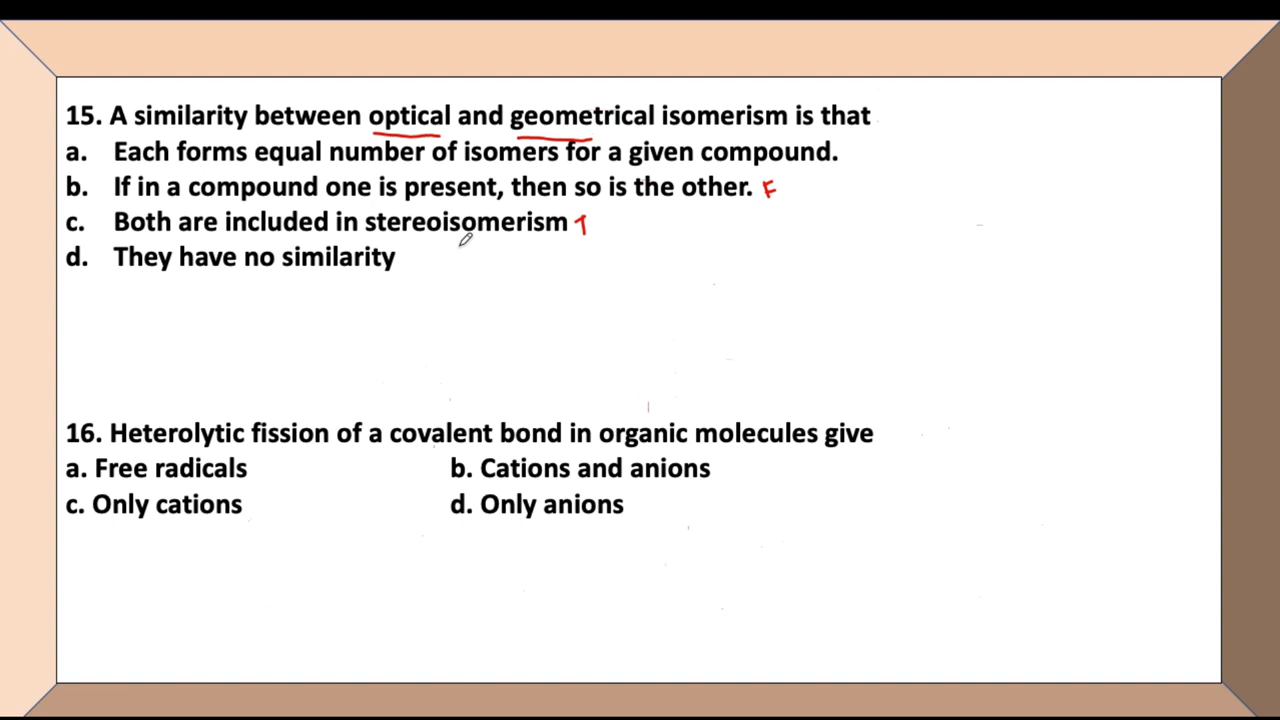 15. A similarity between optical and geometrical isomerism is that
a. Each forms equal number of isomers for a given compound.
b. If in a compound one is present, then so is the other. F
c. Both are included in stereoisomerism T
d. They have no similarity
16. Heterolytic fission of a covalent bond in organic molecules give
a. Free radicals b. Cations and anions
c. Only cations d. Only anions